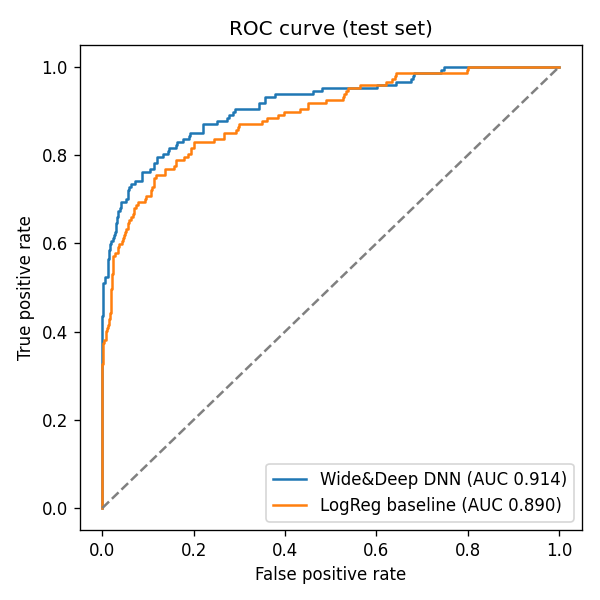 ROC curve (test set)
True positive rate
1.0
0.8
0.6
0.4
0.2
0.0
Wide&Deep DNN (AUC 0.914)
LogReg baseline (AUC 0.890)
0.0 0.2 0.4 0.6 0.8 1.0
False positive rate